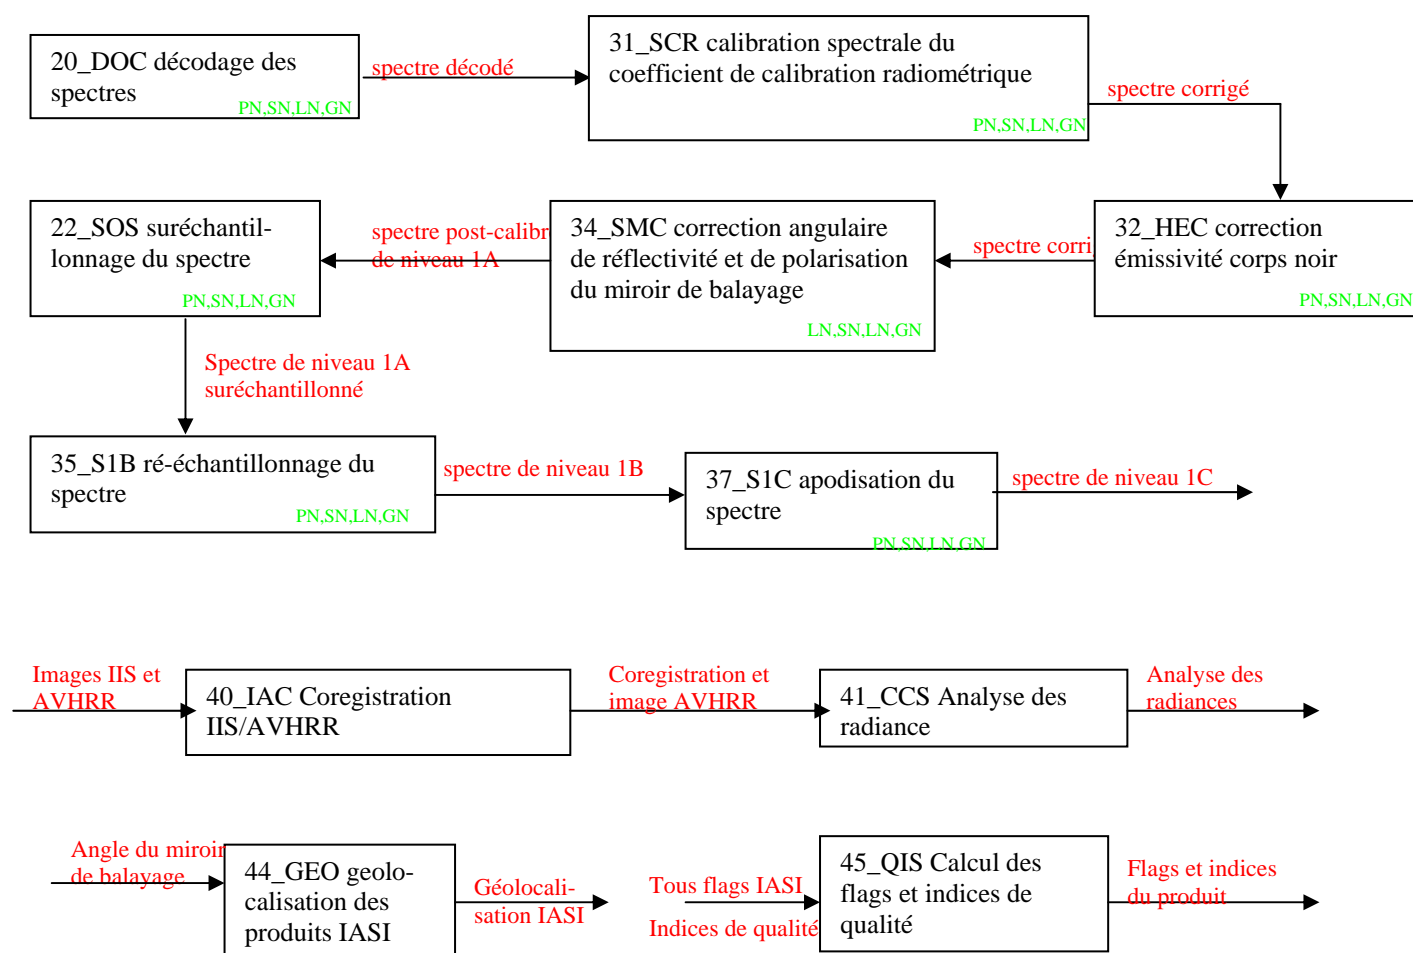 20_DOC décodage des
spectres
PN,SN,LN,GN
spectre décodé
31_SCR calibration spectrale du
coefficient de calibration radiométrique
PN,SN,LN,GN
spectre corrigé
32_HEC correction
émissivité corps noir
PN,SN,LN,GN
spectre corri
34_SMC correction angulaire
de réflectivité et de polarisation
du miroir de balayage
LN,SN,LN,GN
spectre post-calibr
de niveau 1A
22_SOS suréchantil-
lonnage du spectre
PN,SN,LN,GN
Spectre de niveau 1A
suréchantillonné
35_S1B ré-échantillonnage du
spectre
PN,SN,LN,GN
spectre de niveau 1B
37_S1C apodisation du
spectre
PN,SN,LN,GN
spectre de niveau 1C
Images IIS et
AVHRR
40_IAC Coregistration
IIS/AVHRR
Coregistration et
image AVHRR
41_CCS Analyse des
radiance
Analyse des
radiances
Angle du miroir
de balayage
44_GEO geolo-
calisation des
produits IASI
Géolocali-
sation IASI
Tous flags IASI
Indices de qualité
45_QIS Calcul des
flags et indices de
qualité
Flags et indices
du produit